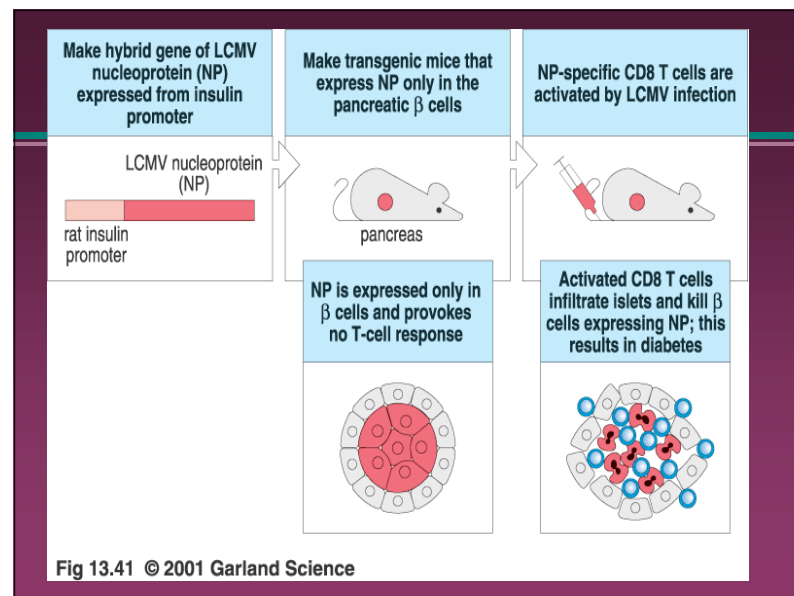 Make hybrid gene of LCMV
nucleoprotein (NP)
expressed from insulin
promoter
LCMV nucleoprotein
(NP)
rat insulin
promoter
Make transgenic mice that
express NP only in the
pancreatic β cells
pancreas
NP-specific CD8 T cells are
activated by LCMV infection
NP is expressed only in
β cells and provokes
no T-cell response
Activated CD8 T cells
infiltrate islets and kill β
cells expressing NP; this
results in diabetes
Fig 13.41 © 2001 Garland Science